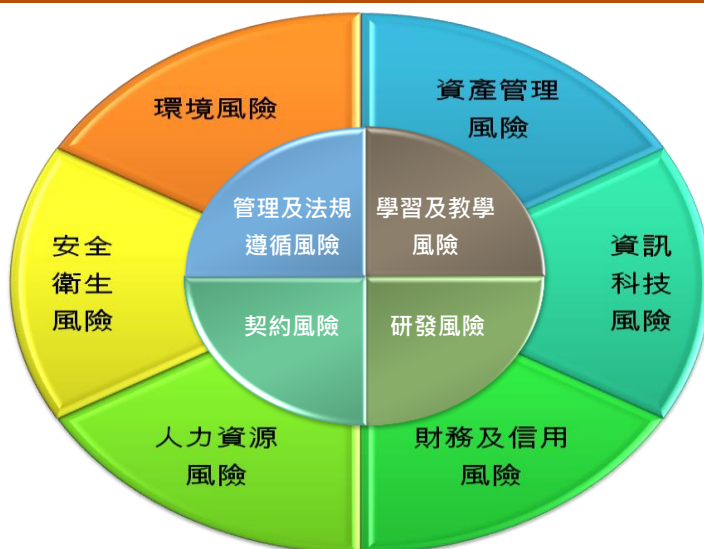 環境風險
資產管理
風險
管理及法規
遵循風險
學習及教學
風險
安全
衛生
風險
資訊
科技
風險
契約風險
研發風險
人力資源
風險
財務及信用
風險